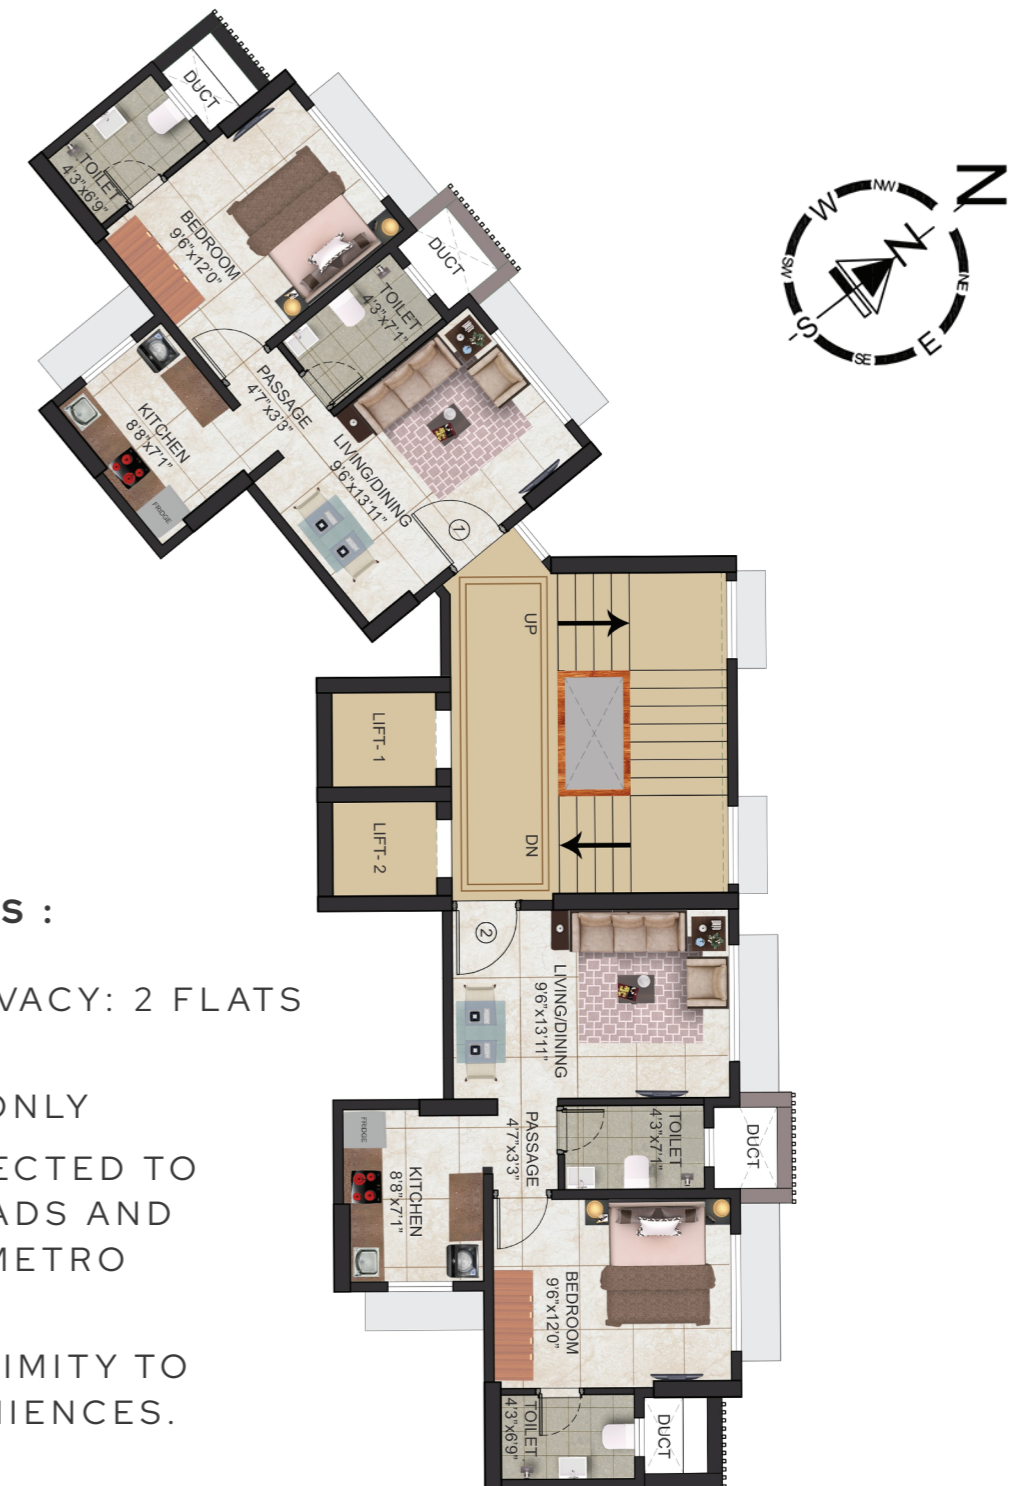 DUCT
TOILET
4'3"x6'9"
BEDROOM
9'6"x12'0"
DUCT
TOILET
4'3"x7'1"
KITCHEN
8'8"x7'1"
FRIDGE
PASSAGE
4'7"x3'3"
LIVING/DINING
9'6"x13'11"
1
N
NW
W
N
SW
NE
S
SE
E
UP
LIFT- 1
LIFT- 2
DN
2
LIVING/DINING
9'6"x13'11"
PASSAGE
4'7"x3'3"
TOILET
4'3"x7'1"
DUCT
FRIDGE
KITCHEN
8'8"x7'1"
BEDROOM
9'6"x12'0"
TOILET
4'3"x6'9"
DUCT
S :
VACY: 2 FLATS
ONLY
ECTED TO
ADS AND
METRO
IMITY TO
NIENCES.